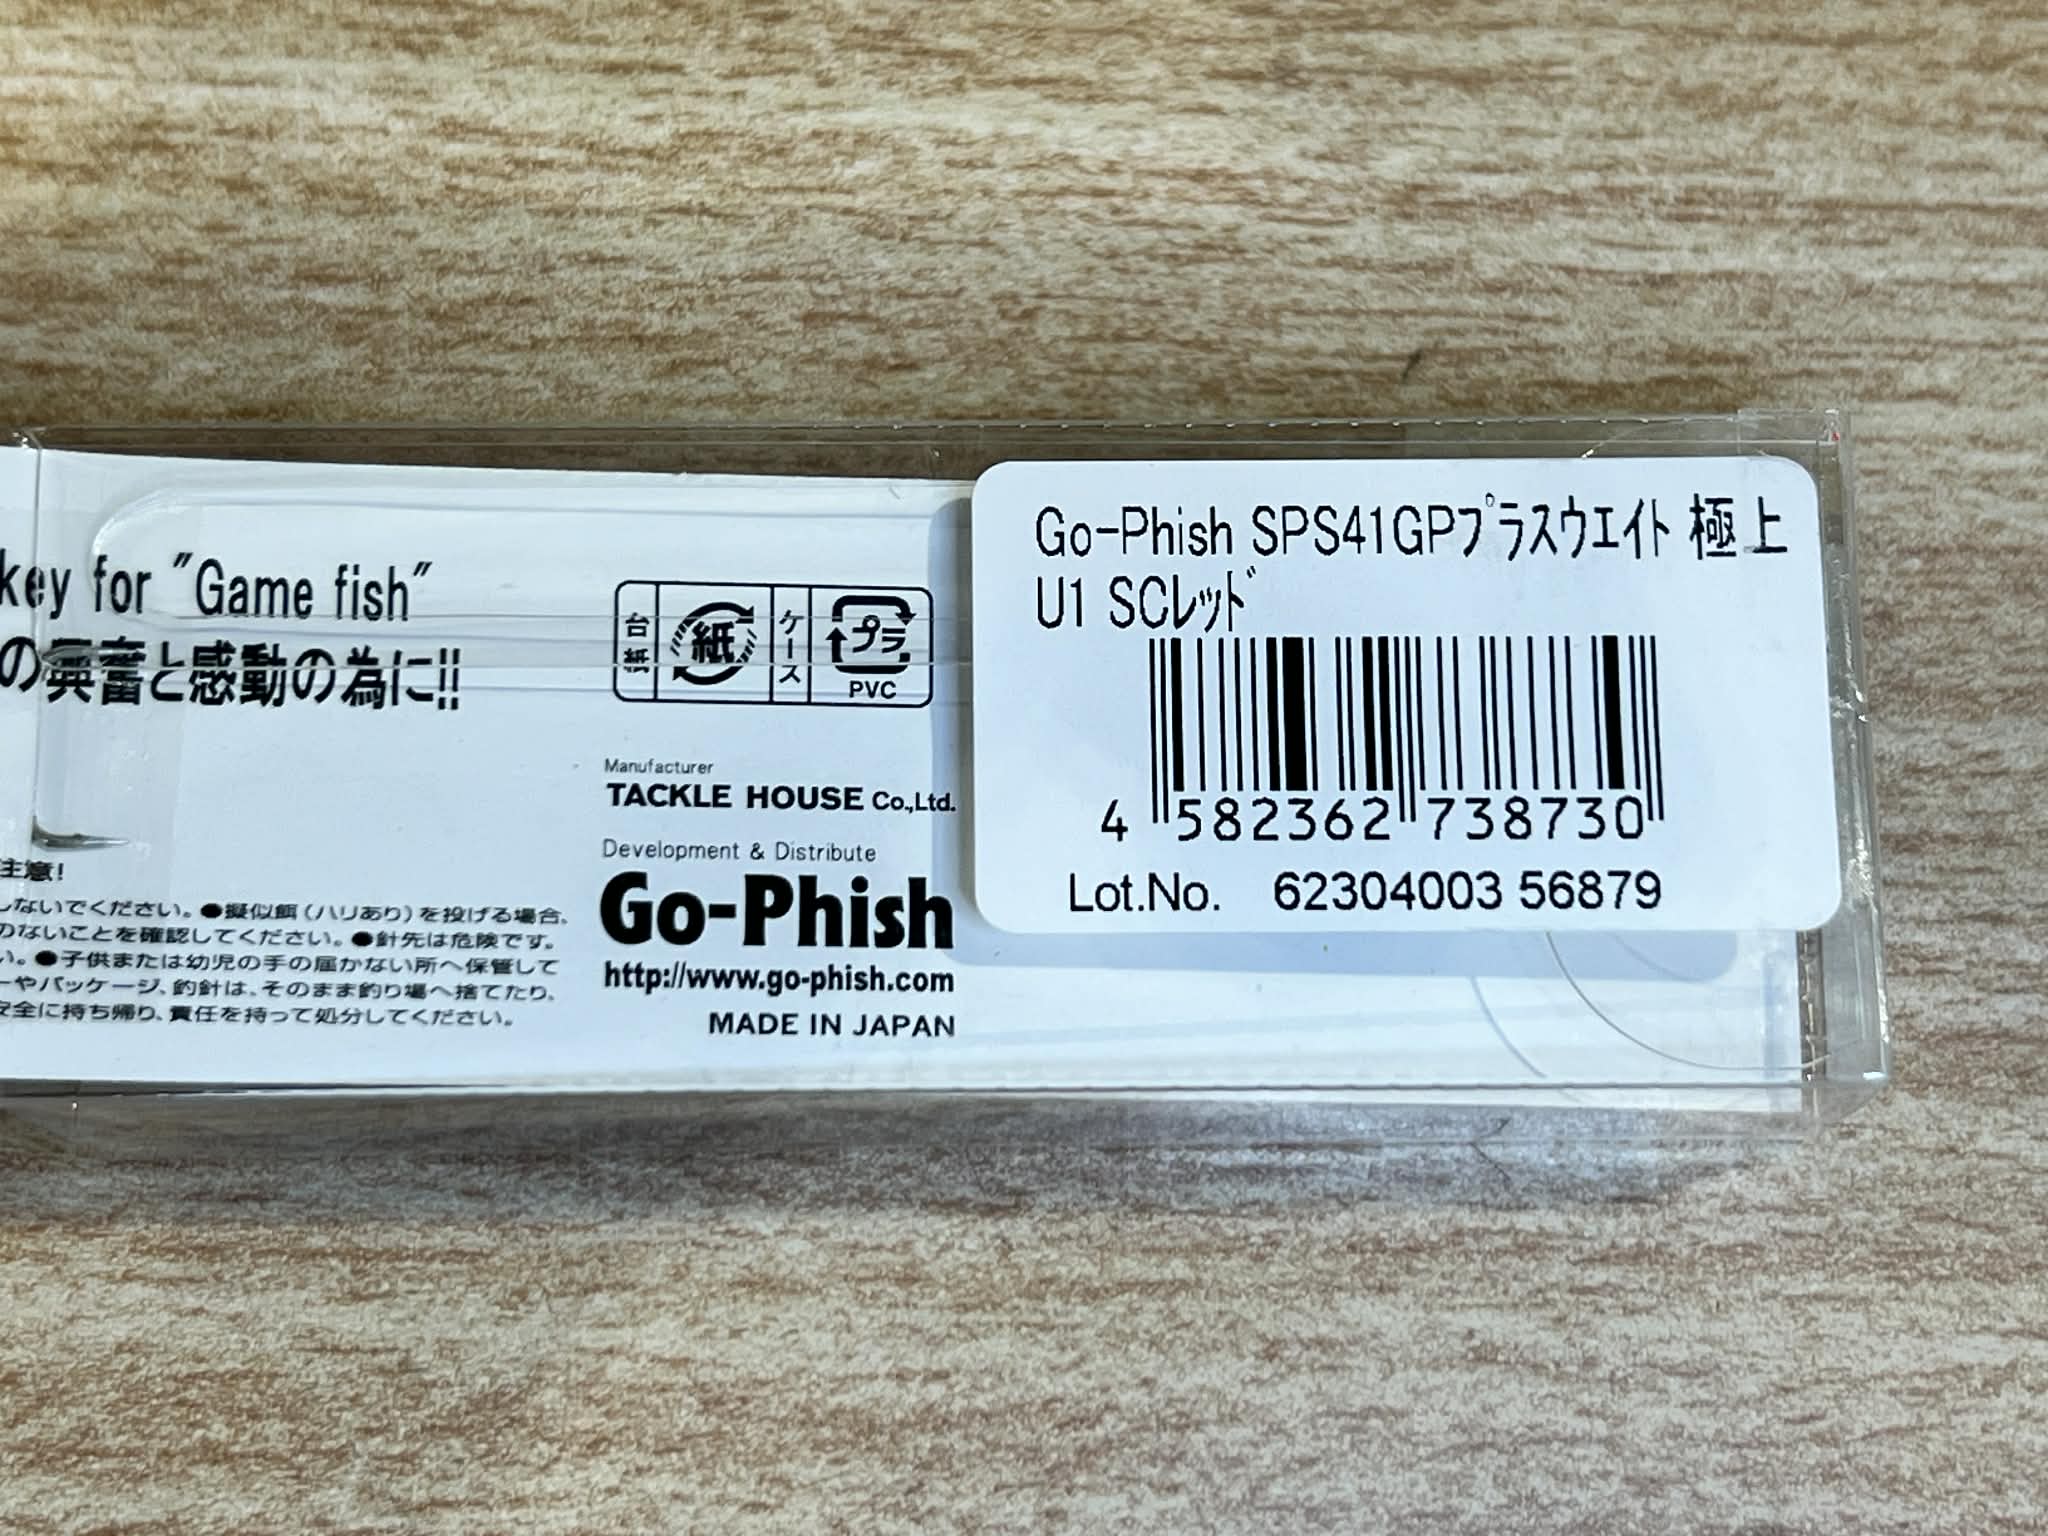 key for "Game fish"
の興奮と感動の為に!!
台紙 紙 ケース プラ
PVC
Manufacturer
TACKLE HOUSE Co.,Ltd.
Development & Distribute
Go-Phish
http://www.go-phish.com
MADE IN JAPAN
注意!
しないでください。●擬似餌(ハリあり)を投げる場合、
のないことを確認してください。●針先は危険です。
い。●子供または幼児の手の届かない所へ保管して
ーやパッケージ、釣針は、そのまま釣り場へ捨てたり、
安全に持ち帰り、責任を持って処分してください。
Go-Phish SPS41GPﾌﾟﾗｽｳｴｲﾄ 極上
U1 SCﾚｯﾄﾞ
4 582362 738730
Lot.No. 62304003 56879